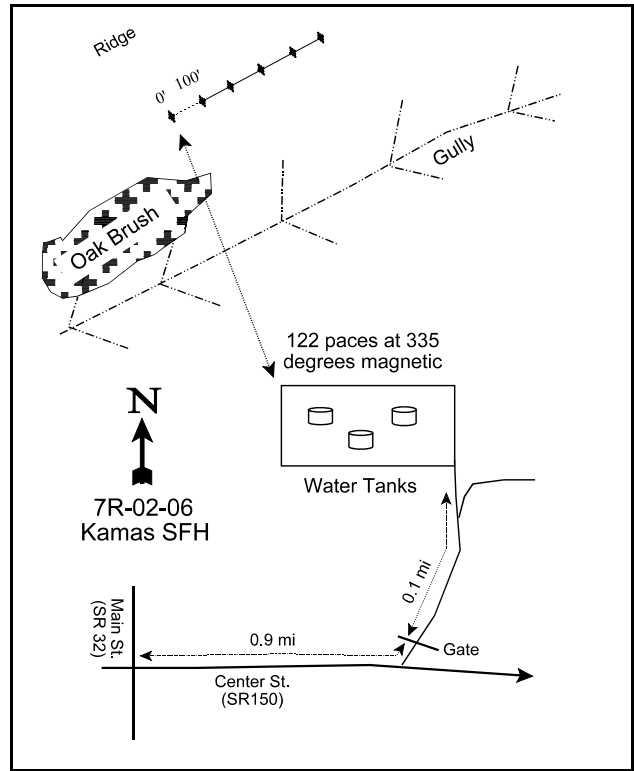 Ridge
0' 100'
Gully
Oak Brush
122 paces at 335
degrees magnetic
N
Water Tanks
7R-02-06
Kamas SFH
0.1 mi
Main St.
(SR 32)
0.9 mi
Gate
Center St.
(SR150)